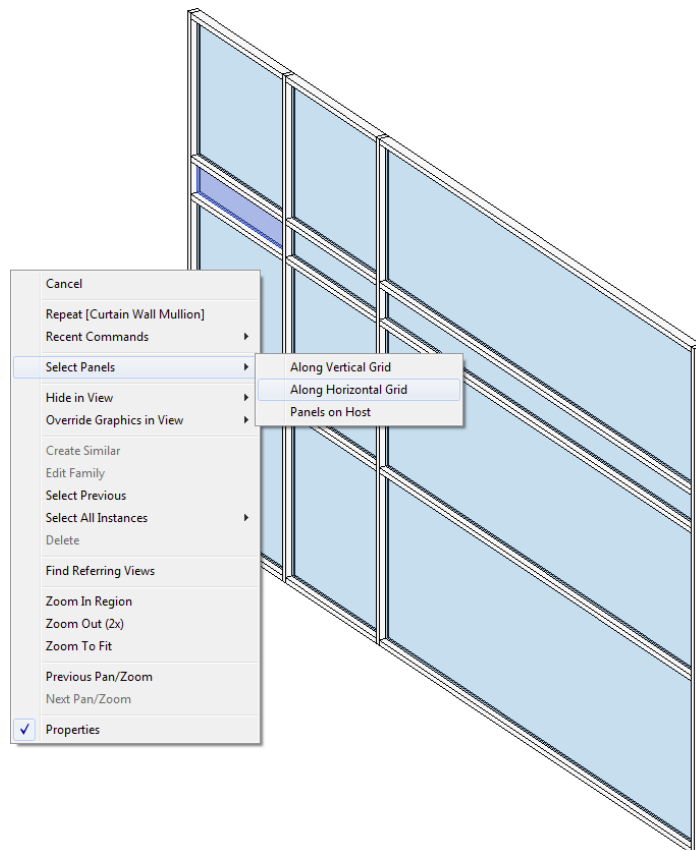 Cancel
Repeat [Curtain Wall Mullion]
Recent Commands
Select Panels
Along Vertical Grid
Along Horizontal Grid
Panels on Host
Hide in View
Override Graphics in View
Create Similar
Edit Family
Select Previous
Select All Instances
Delete
Find Referring Views
Zoom In Region
Zoom Out (2x)
Zoom To Fit
Previous Pan/Zoom
Next Pan/Zoom
Properties